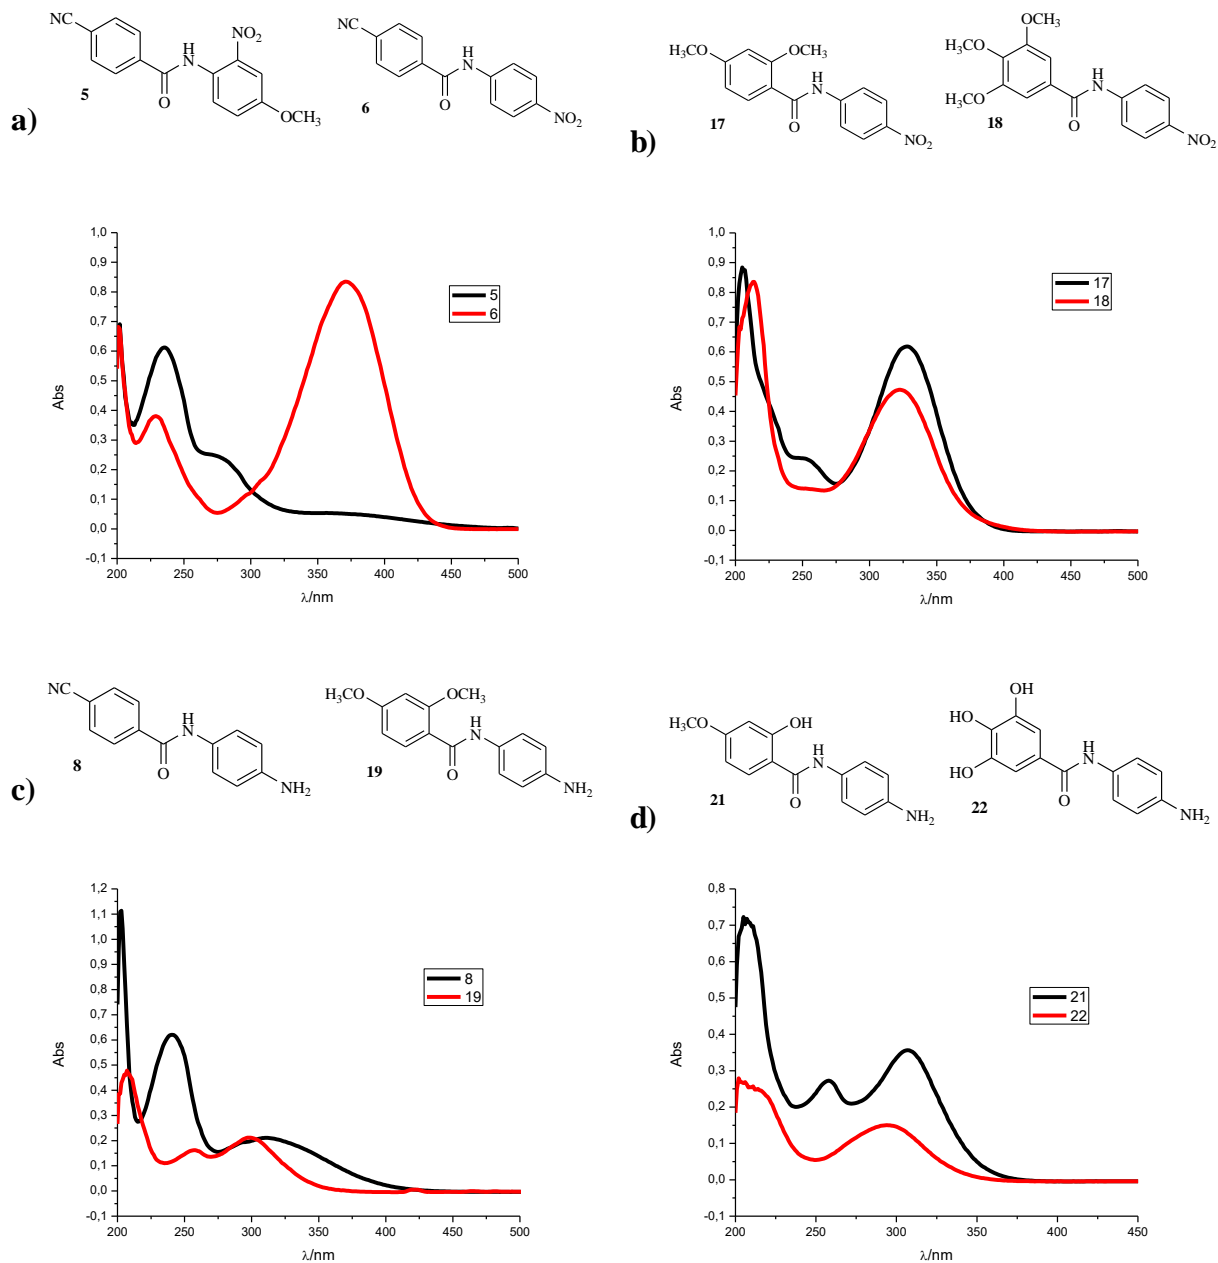 a)
NC
H
N
NO2
O
OCH3
5
NC
H
N
O
NO2
6
b)
CH3O
OCH3
H
N
O
NO2
17
OCH3
CH3O
CH3O
H
N
O
NO2
18
1,0
0,9
0,8
0,7
0,6
0,5
0,4
0,3
0,2
0,1
0,0
-0,1
Abs
5
6
200 250 300 350 400 450 500
λ/nm
1,0
0,9
0,8
0,7
0,6
0,5
0,4
0,3
0,2
0,1
0,0
-0,1
Abs
17
18
200 250 300 350 400 450 500
λ/nm
c)
NC
H
N
O
NH2
8
CH3O
OCH3
H
N
O
NH2
19
d)
CH3O
OH
H
N
O
NH2
21
OH
HO
HO
H
N
O
NH2
22
1,2
1,1
1,0
0,9
0,8
0,7
0,6
0,5
0,4
0,3
0,2
0,1
0,0
-0,1
Abs
8
19
200 250 300 350 400 450 500
λ/nm
0,8
0,7
0,6
0,5
0,4
0,3
0,2
0,1
0,0
-0,1
Abs
21
22
200 250 300 350 400 450
λ/nm